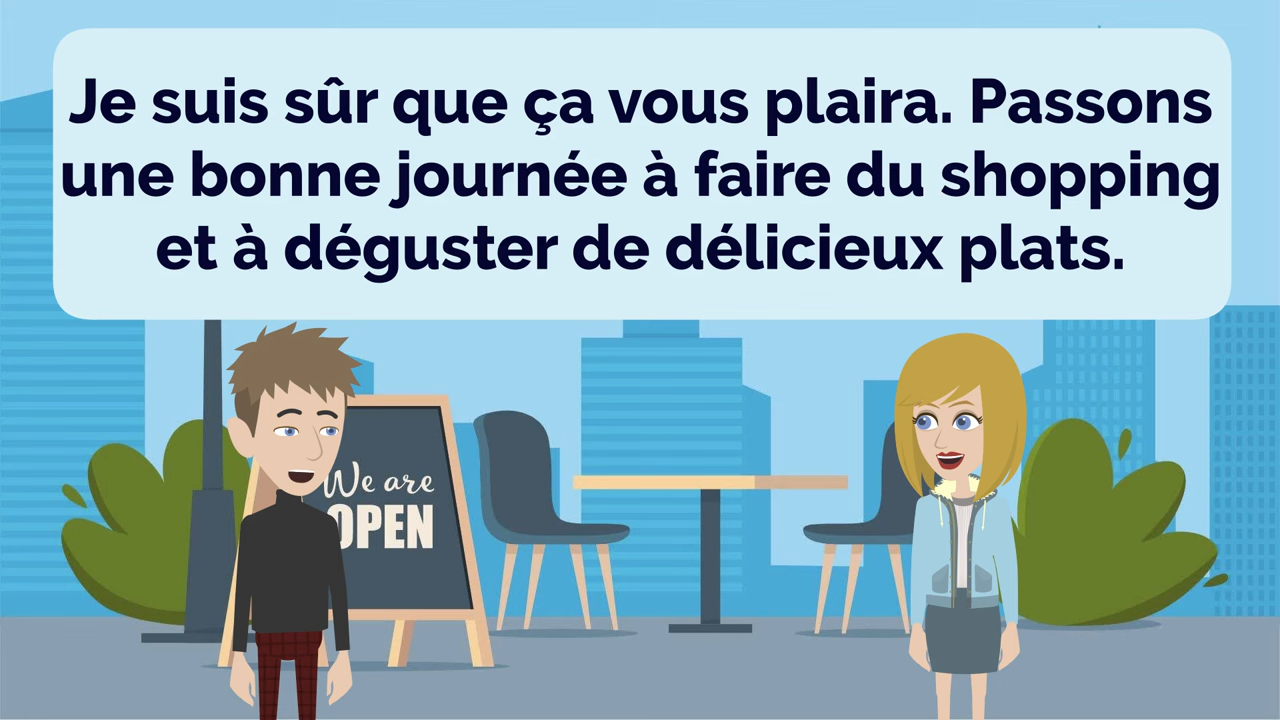 Je suis sûr que ça vous plaira. Passons
une bonne journée à faire du shopping
et à déguster de délicieux plats.
We are
OPEN